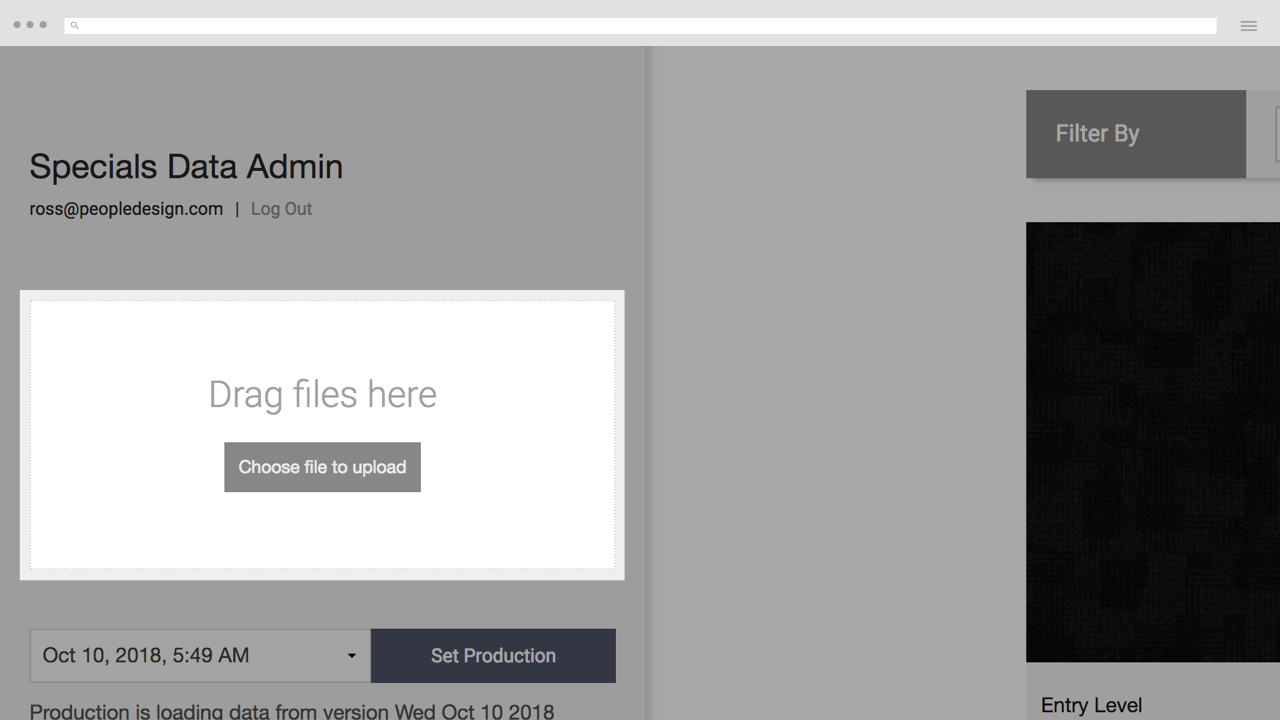 Specials Data Admin
ross@peopledesign.com | Log Out
Drag files here
Choose file to upload
Oct 10, 2018, 5:49 AM
Set Production
Production is loading data from version Wed Oct 10 2018
Filter By
Entry Level